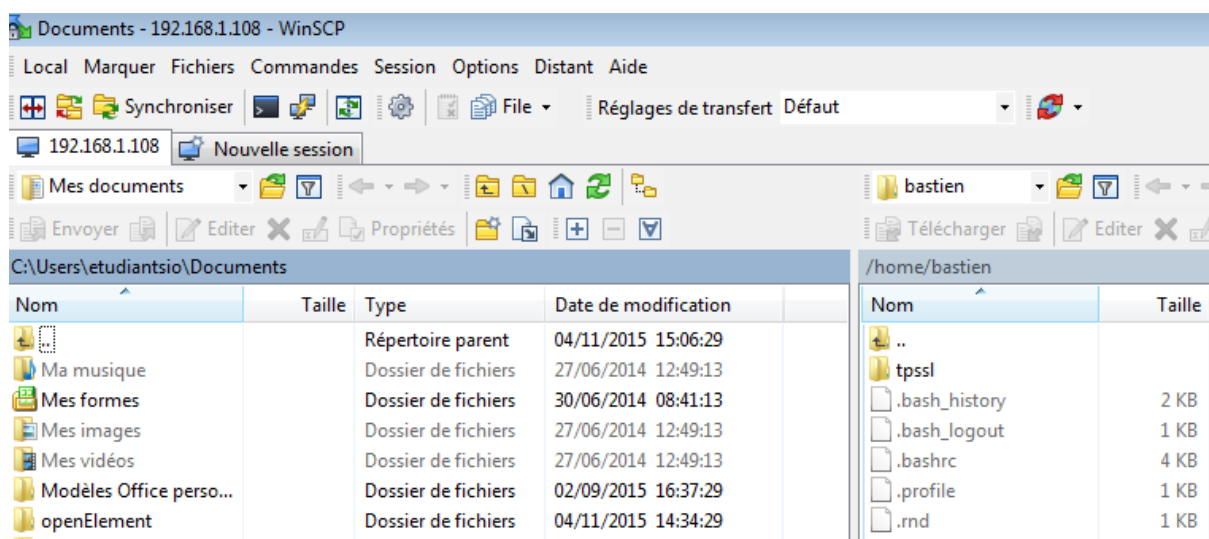 Documents - 192.168.1.108 - WinSCP
Local Marquer Fichiers Commandes Session Options Distant Aide
Synchroniser File Réglages de transfert Défaut
192.168.1.108 Nouvelle session
Mes documents bastien
Envoyer Editer Propriétés Télécharger Editer
C:\Users\etudiantsio\Documents /home/bastien
Nom Taille Type Date de modification Nom Taille
.. Répertoire parent 04/11/2015 15:06:29 ..
Ma musique Dossier de fichiers 27/06/2014 12:49:13 tpssl
Mes formes Dossier de fichiers 30/06/2014 08:41:13 .bash_history 2 KB
Mes images Dossier de fichiers 27/06/2014 12:49:13 .bash_logout 1 KB
Mes vidéos Dossier de fichiers 27/06/2014 12:49:13 .bashrc 4 KB
Modèles Office perso... Dossier de fichiers 02/09/2015 16:37:29 .profile 1 KB
openElement Dossier de fichiers 04/11/2015 14:34:29 .rnd 1 KB